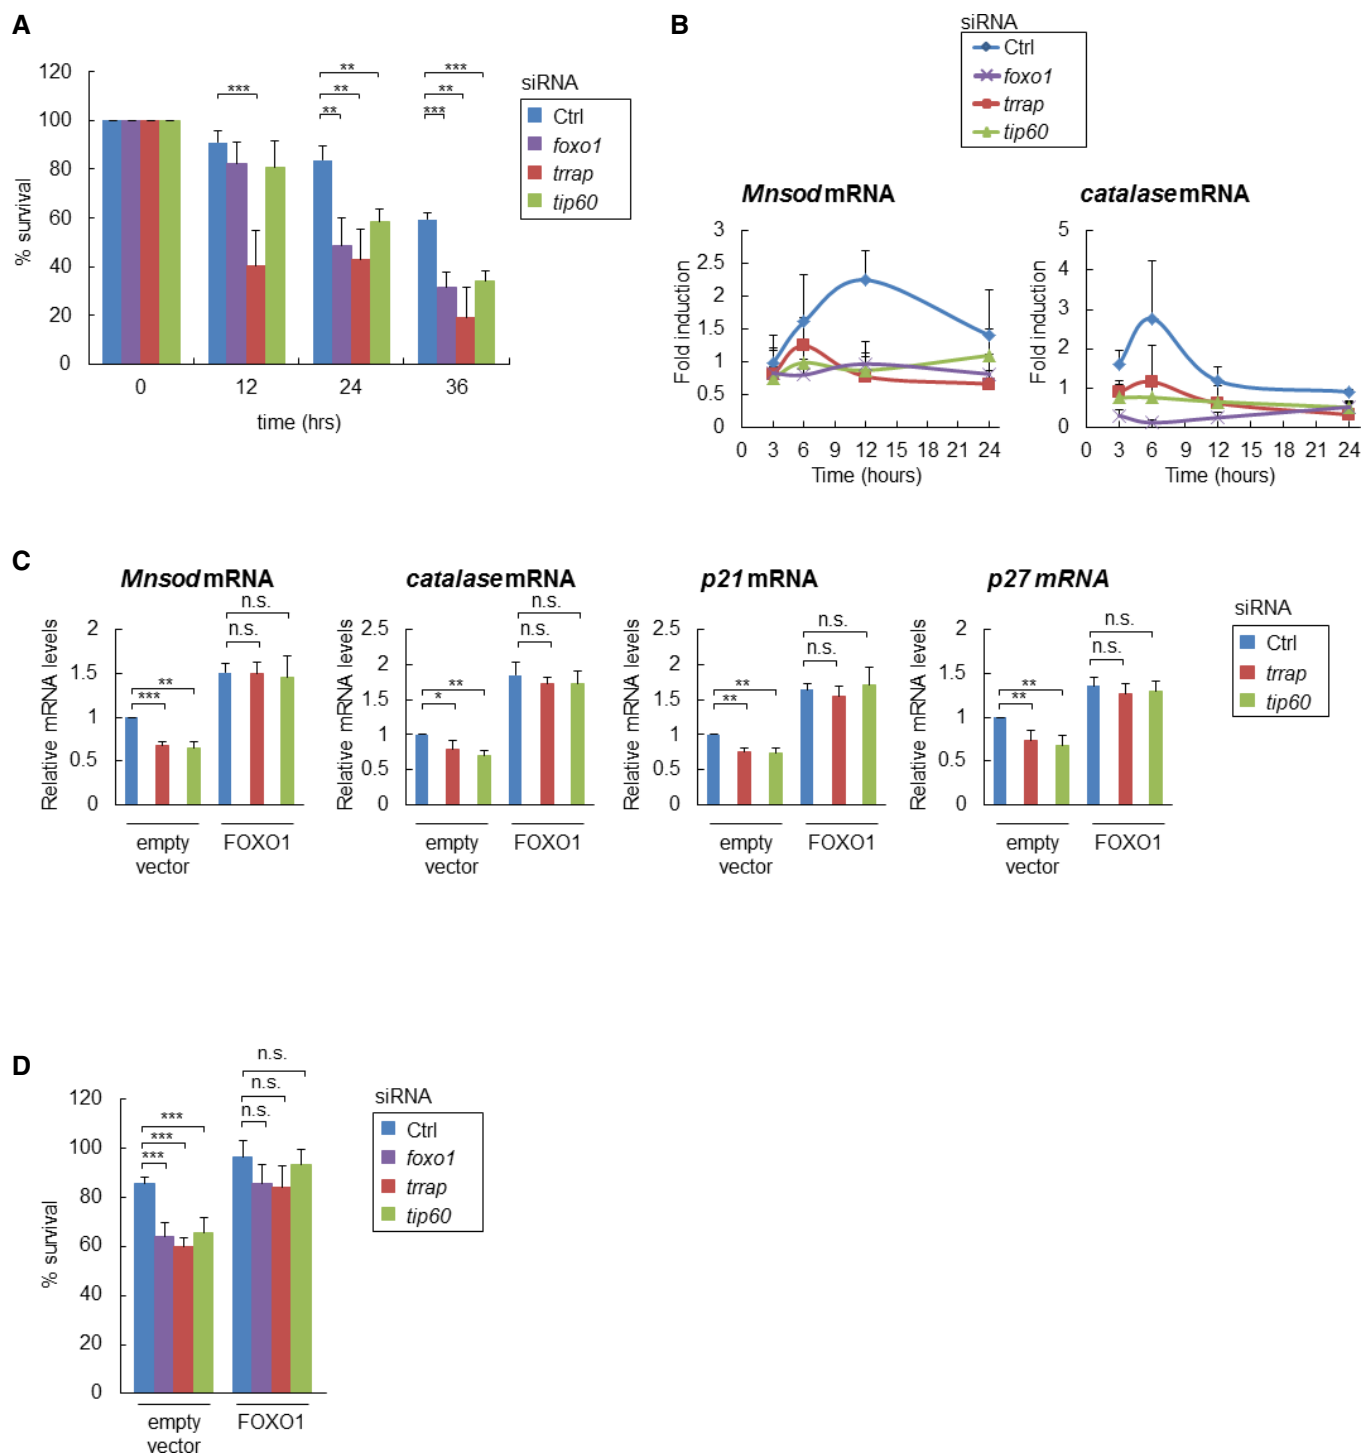 A
120
100
80
60
40
20
0
% survival
***
**
**
**
***
**
***
0 12 24 36
time (hrs)
siRNA
Ctrl
foxo1
trrap
tip60
B
siRNA
Ctrl
foxo1
trrap
tip60
Mnsod mRNA
3
2.5
2
1.5
1
0.5
0
Fold induction
0 3 6 9 12 15 18 21 24
Time (hours)
catalase mRNA
5
4
3
2
1
0
Fold induction
0 3 6 9 12 15 18 21 24
Time (hours)
C
Mnsod mRNA
n.s.
n.s.
**
***
2
1.5
1
0.5
0
Relative mRNA levels
empty
vector
FOXO1
catalase mRNA
n.s.
n.s.
**
*
2.5
2
1.5
1
0.5
0
Relative mRNA levels
empty
vector
FOXO1
p21 mRNA
n.s.
n.s.
**
**
2.5
2
1.5
1
0.5
0
Relative mRNA levels
empty
vector
FOXO1
p27 mRNA
n.s.
n.s.
**
**
2
1.5
1
0.5
0
Relative mRNA levels
empty
vector
FOXO1
siRNA
Ctrl
trrap
tip60
D
n.s.
n.s.
n.s.
***
***
***
120
100
80
60
40
20
0
% survival
empty
vector
FOXO1
siRNA
Ctrl
foxo1
trrap
tip60